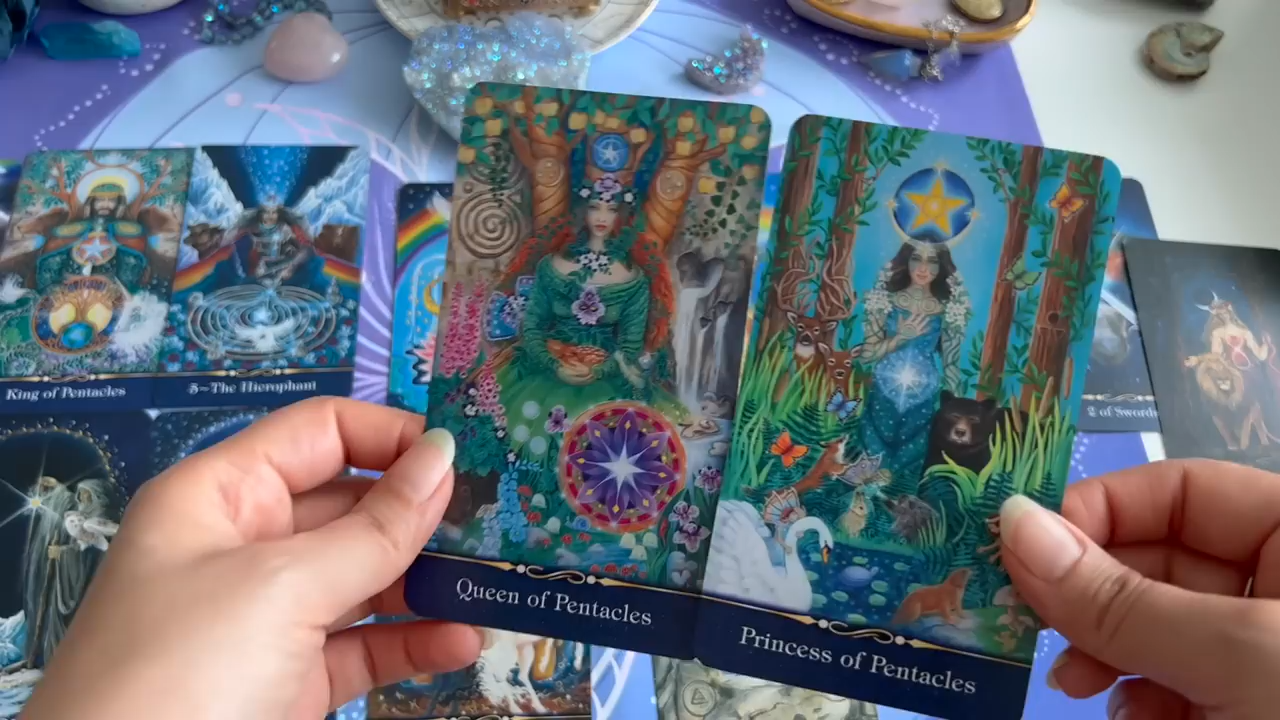 King of Pentacles
5~The Hierophant
2 of Swords
Queen of Pentacles
Princess of Pentacles